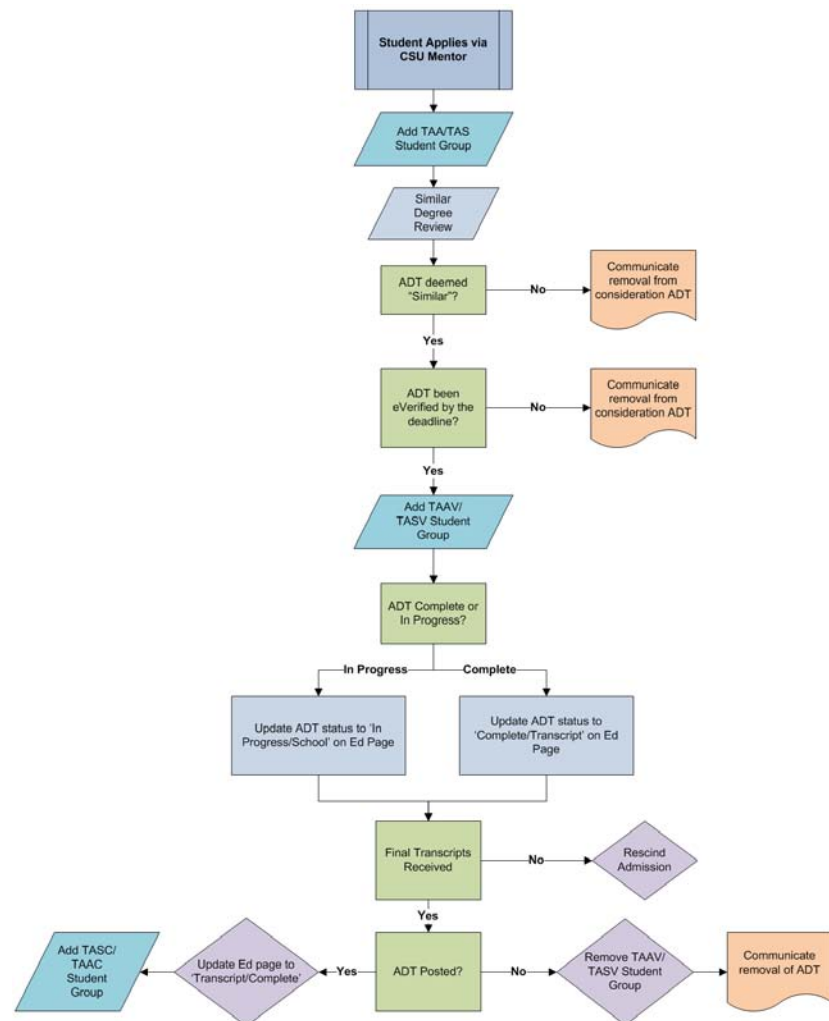 Student Applies via
CSU Mentor
Add TAA/TAS
Student Group
Similar
Degree
Review
ADT deemed
“Similar”?
No
Communicate
removal from
consideration ADT
Yes
ADT been
eVerified by the
deadline?
No
Communicate
removal from
consideration ADT
Yes
Add TAAV/
TASV Student
Group
ADT Complete or
In Progress?
In Progress
Complete
Update ADT status to ‘In
Progress/School’ on Ed Page
Update ADT status to
‘Complete/Transcript’ on Ed
Page
Final Transcripts
Received
No
Rescind
Admission
Yes
Add TASC/
TAAC
Student
Group
Update Ed page to
‘Transcript/Complete’
Yes
ADT Posted?
No
Remove TAAV/
TASV Student
Group
Communicate
removal of ADT